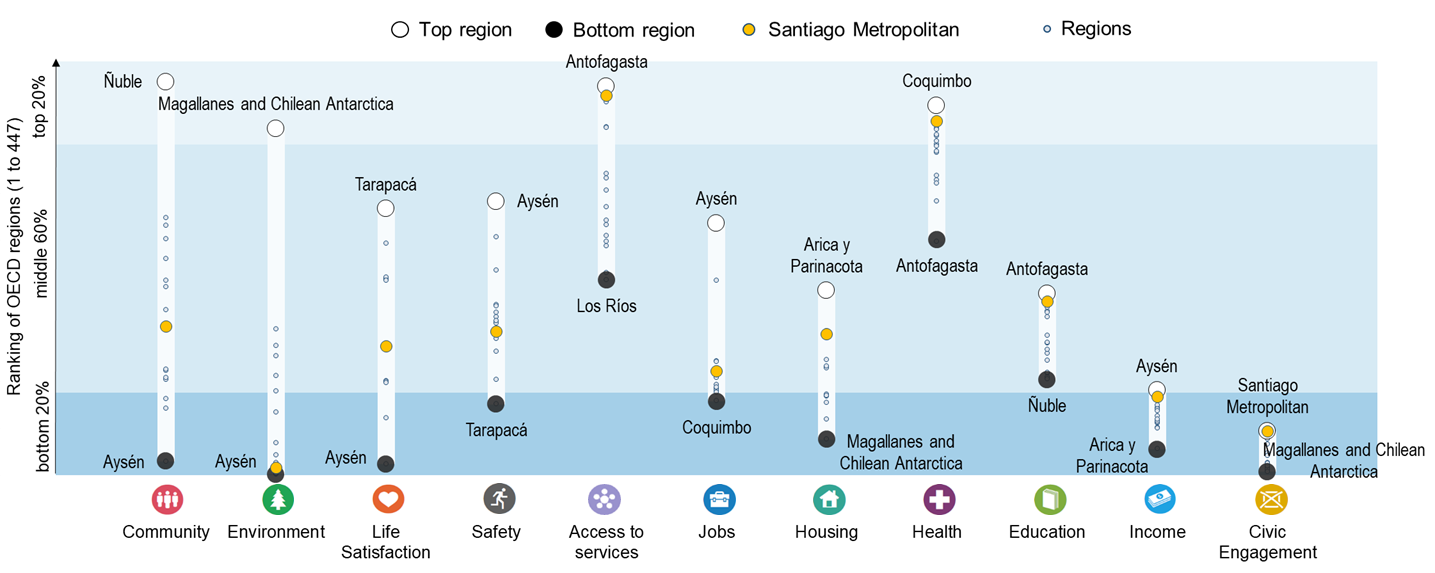 Top region
Bottom region
Santiago Metropolitan
Regions
Ranking of OECD regions (1 to 447)
top 20%
middle 60%
bottom 20%
Ñuble
Aysén
Magallanes and Chilean Antarctica
Aysén
Tarapacá
Aysén
Aysén
Tarapacá
Antofagasta
Los Ríos
Aysén
Coquimbo
Arica y
Parinacota
Magallanes and
Chilean Antarctica
Coquimbo
Antofagasta
Antofagasta
Ñuble
Aysén
Arica y
Parinacota
Santiago
Metropolitan
Magallanes and Chilean
Antarctica
Community
Environment
Life
Satisfaction
Safety
Access to
services
Jobs
Housing
Health
Education
Income
Civic
Engagement